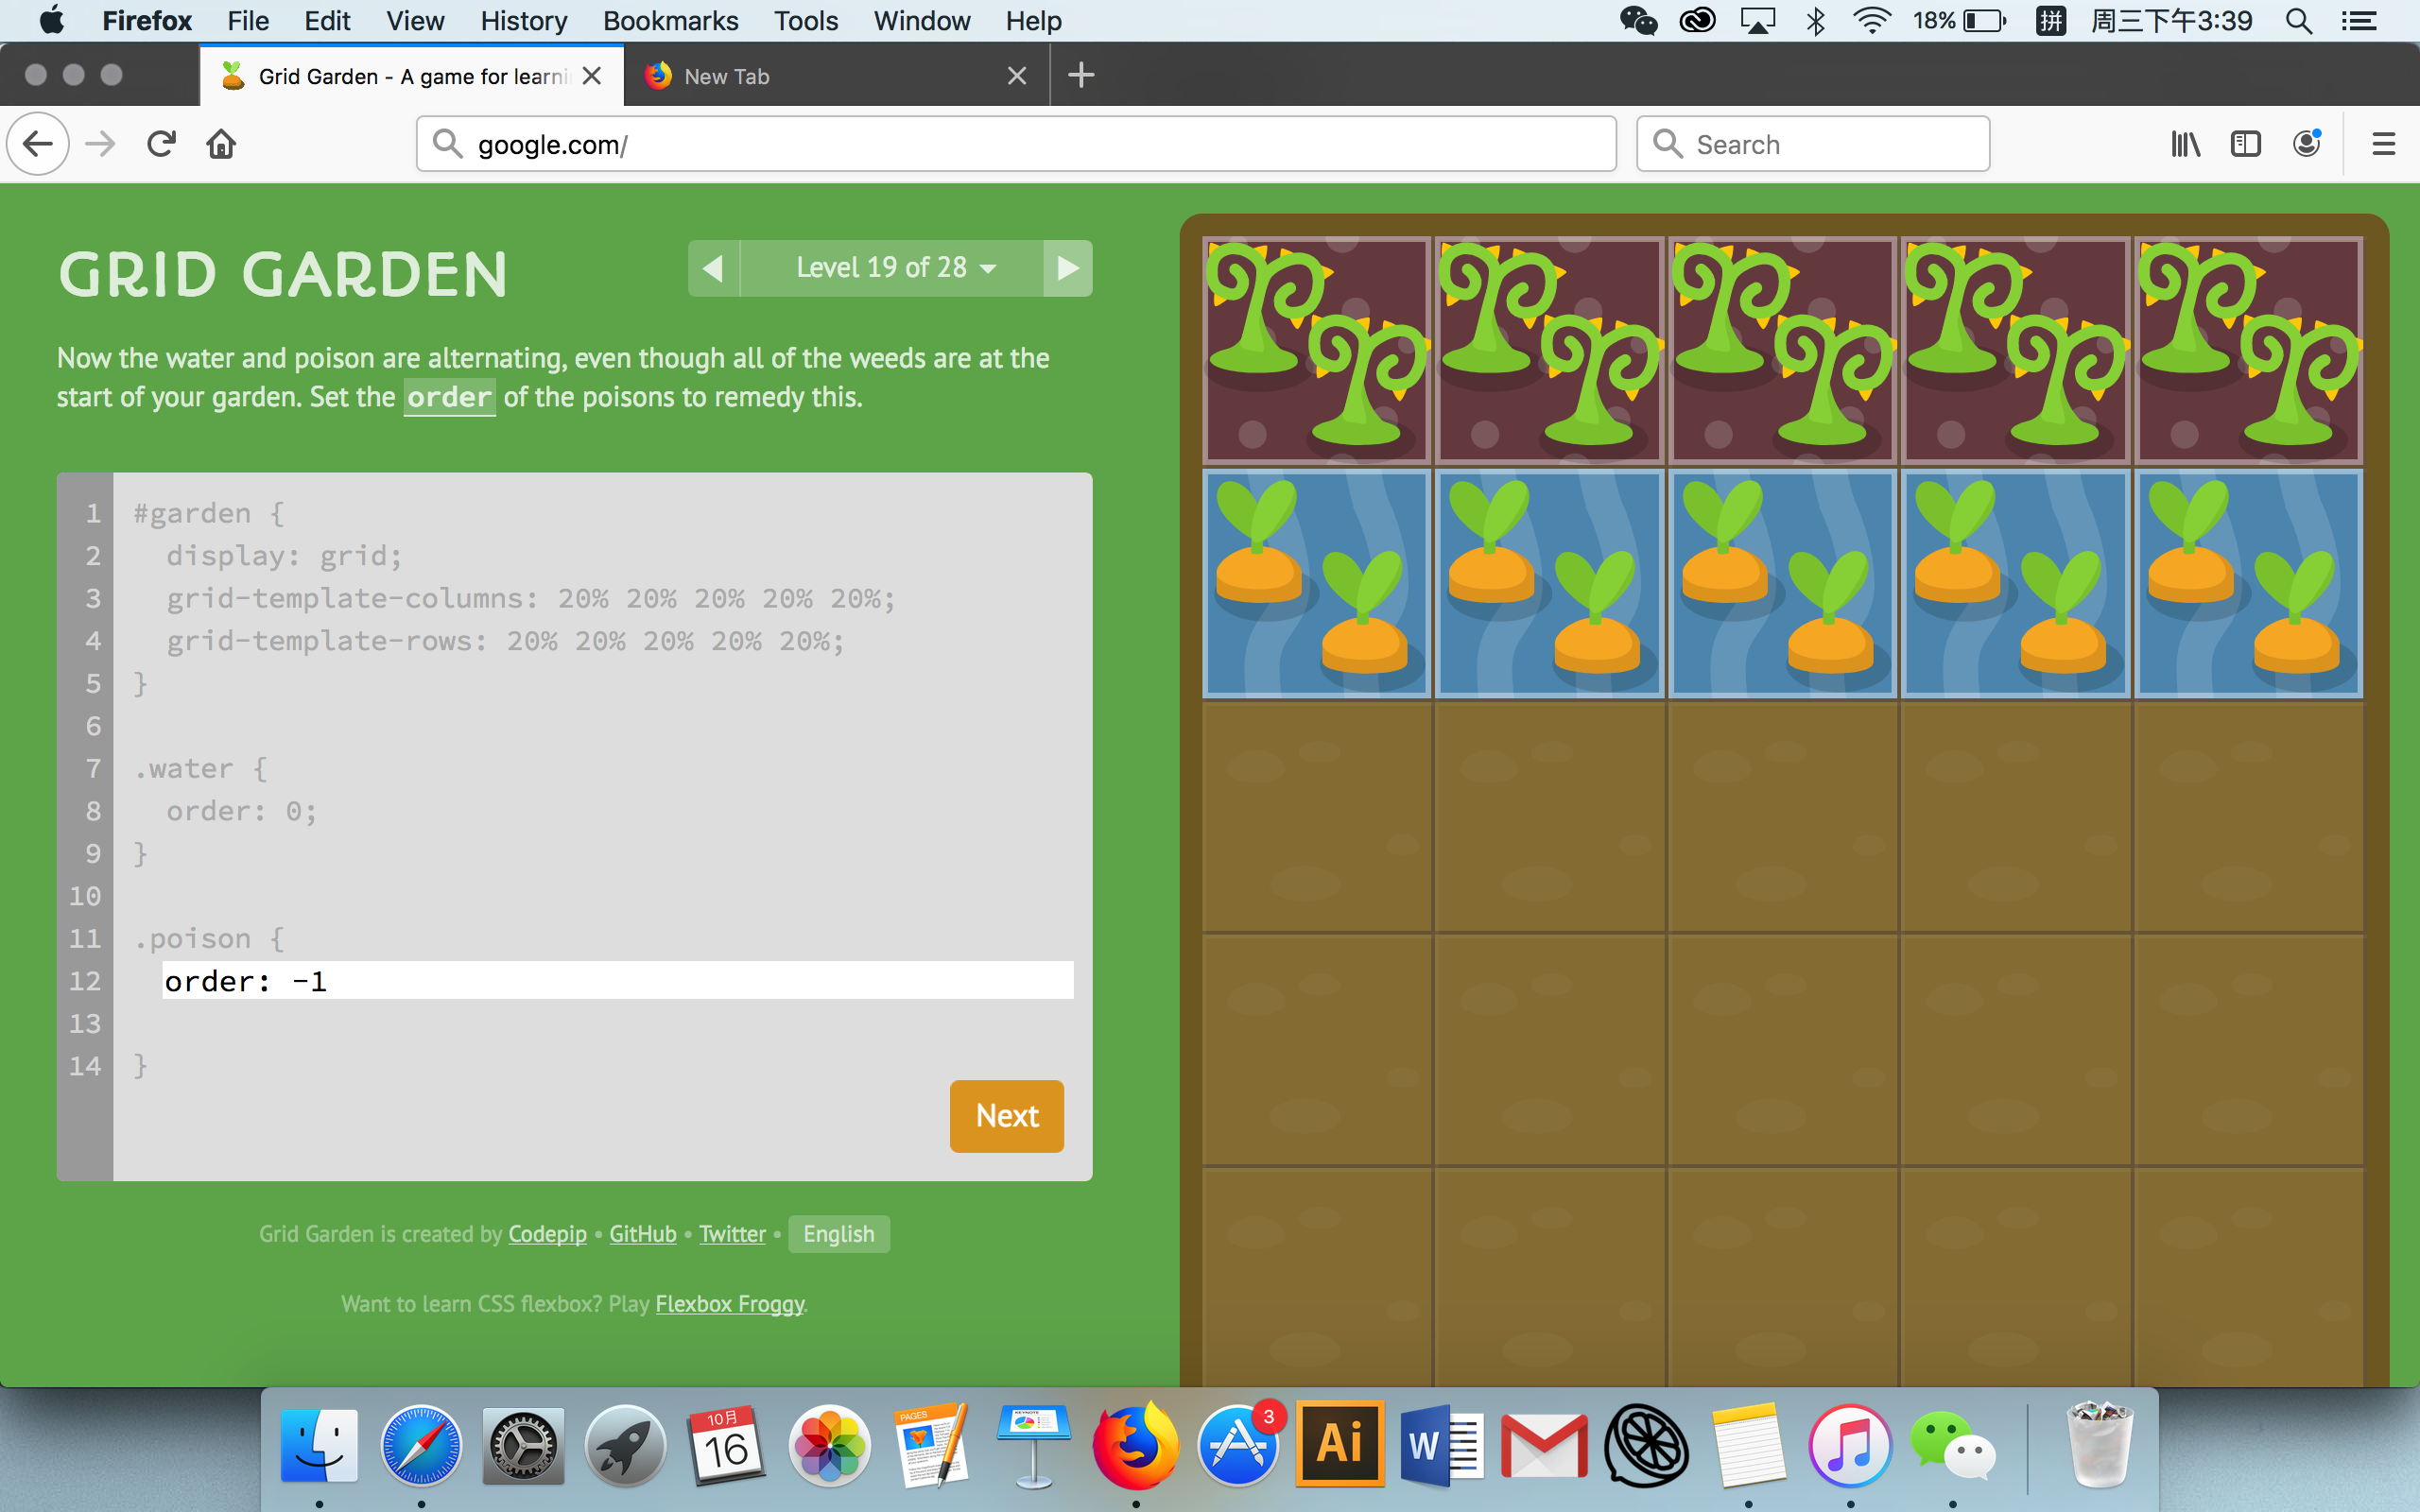 Firefox File Edit View History Bookmarks Tools Window Help 18% 拼 周三下午3:39
Grid Garden - A game for learni
New Tab
google.com/
Search
GRID GARDEN
Level 19 of 28
Now the water and poison are alternating, even though all of the weeds are at the
start of your garden. Set the order of the poisons to remedy this.
1 #garden {
2 display: grid;
3 grid-template-columns: 20% 20% 20% 20% 20%;
4 grid-template-rows: 20% 20% 20% 20% 20%;
5 }
6
7 .water {
8 order: 0;
9 }
10
11 .poison {
12 order: -1
13
14 }
Next
Grid Garden is created by Codepip • GitHub • Twitter • English
Want to learn CSS flexbox? Play Flexbox Froggy.
10月
16
PAGES
KEYNOTE
3
Ai
W